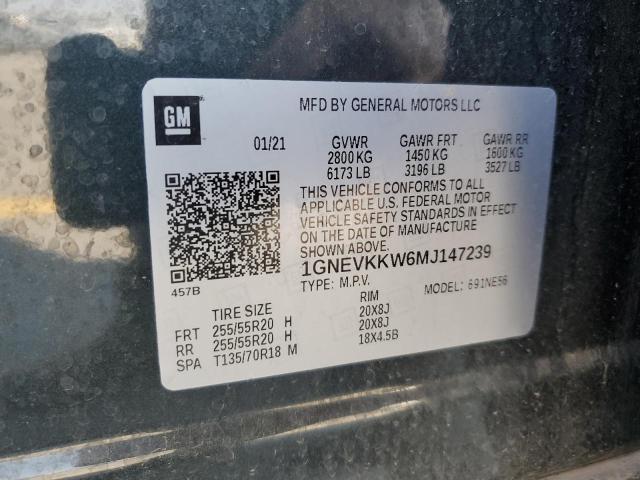 GM
MFD BY GENERAL MOTORS LLC
01/21 GVWR GAWR FRT GAWR RR
2800 KG 1450 KG 1600 KG
6173 LB 3196 LB 3527 LB
THIS VEHICLE CONFORMS TO ALL
APPLICABLE U.S. FEDERAL MOTOR
VEHICLE SAFETY STANDARDS IN EFFECT
ON THE DATE OF MANUFACTURE
SHOWN ABOVE.
1GNEVKKW6MJ147239
457B
TYPE: M.P.V. MODEL: 691NE56
TIRE SIZE RIM
FRT 255/55R20 H 20X8J
RR 255/55R20 H 20X8J
SPA T135/70R18 M 18X4.5B